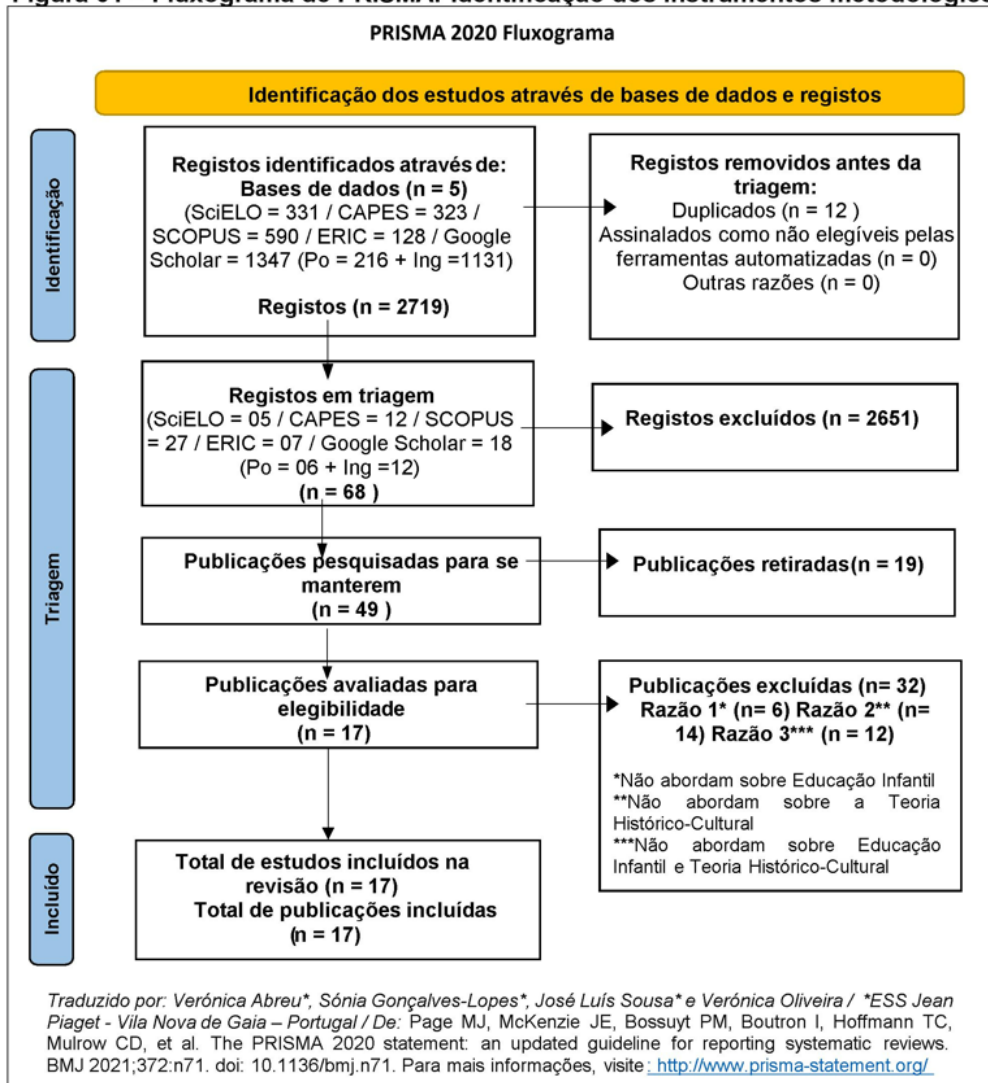 PRISMA 2020 Fluxograma
Identificação dos estudos através de bases de dados e registos
Identificação
Registos identificados através de:
Bases de dados (n = 5)
(SciELO = 331 / CAPES = 323 /
SCOPUS = 590 / ERIC = 128 / Google
Scholar = 1347 (Po = 216 + Ing =1131)
Registos (n = 2719)
Registos removidos antes da
triagem:
Duplicados (n = 12 )
Assinalados como não elegíveis pelas
ferramentas automatizadas (n = 0)
Outras razões (n = 0)
Triagem
Registos em triagem
(SciELO = 05 / CAPES = 12 / SCOPUS
= 27 / ERIC = 07 / Google Scholar = 18
(Po = 06 + Ing =12)
(n = 68 )
Registos excluídos (n = 2651)
Publicações pesquisadas para se
manterem
(n = 49 )
Publicações retiradas(n = 19)
Publicações avaliadas para
elegibilidade
(n = 17)
Publicações excluídas (n= 32)
Razão 1* (n= 6) Razão 2** (n=
14) Razão 3*** (n = 12)
*Não abordam sobre Educação Infantil
**Não abordam sobre a Teoria
Histórico-Cultural
***Não abordam sobre Educação
Infantil e Teoria Histórico-Cultural
Incluído
Total de estudos incluídos na
revisão (n = 17)
Total de publicações incluídas
(n = 17)
Traduzido por: Verónica Abreu*, Sónia Gonçalves-Lopes*, José Luís Sousa* e Verónica Oliveira / *ESS Jean
Piaget - Vila Nova de Gaia – Portugal / De: Page MJ, McKenzie JE, Bossuyt PM, Boutron I, Hoffmann TC,
Mulrow CD, et al. The PRISMA 2020 statement: an updated guideline for reporting systematic reviews.
BMJ 2021;372:n71. doi: 10.1136/bmj.n71. Para mais informações, visite: http://www.prisma-statement.org/